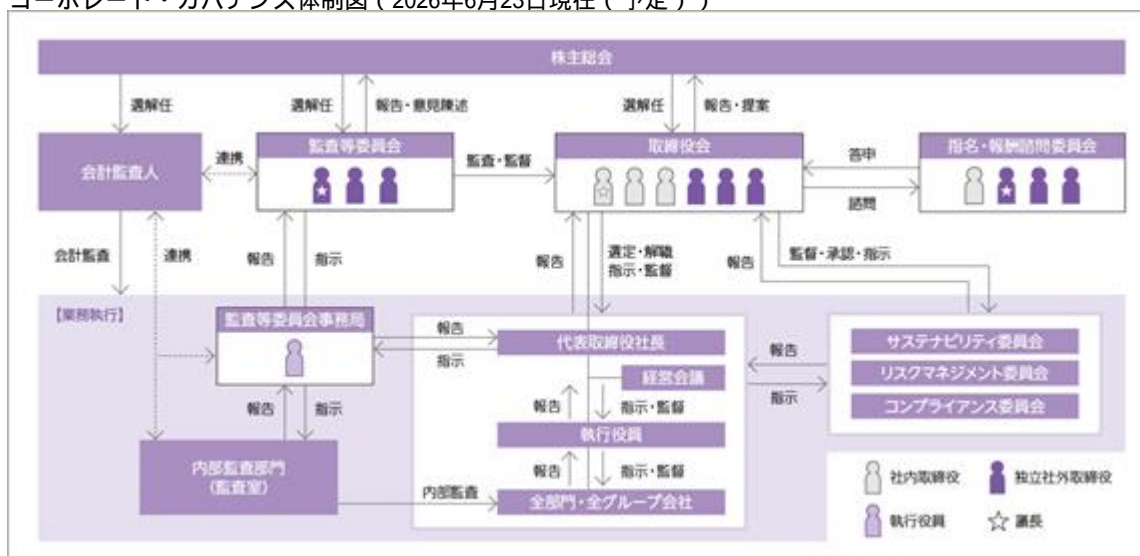 コーポレート・ガバナンス体制図（2026年6月23日現在（予定））
株主総会
選解任
選解任
報告・意見陳述
選解任
報告・提案
会計監査人
連携
監査等委員会
監査・監督
取締役会
答申
諮問
指名・報酬諮問委員会
会計監査
連携
報告
指示
報告
選定・解職
指示・監督
報告
監督・承認・指示
【業務執行】
監査等委員会事務局
報告
指示
代表取締役社長
経営会議
報告
指示・監督
執行役員
報告
指示・監督
全部門・全グループ会社
報告
指示
サステナビリティ委員会
リスクマネジメント委員会
コンプライアンス委員会
報告
指示
内部監査部門
(監査室)
内部監査
社内取締役
独立社外取締役
執行役員
議長